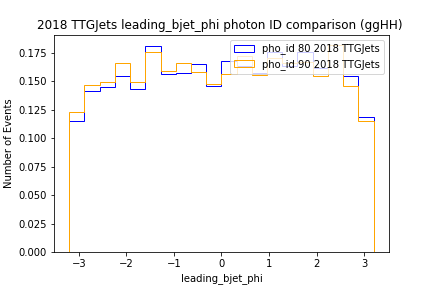 2018 TTGJets leading_bjet_phi photon ID comparison (ggHH)
pho_id 80 2018 TTGJets
pho_id 90 2018 TTGJets
Number of Events
0.175
0.150
0.125
0.100
0.075
0.050
0.025
0.000
−3 −2 −1 0 1 2 3
leading_bjet_phi